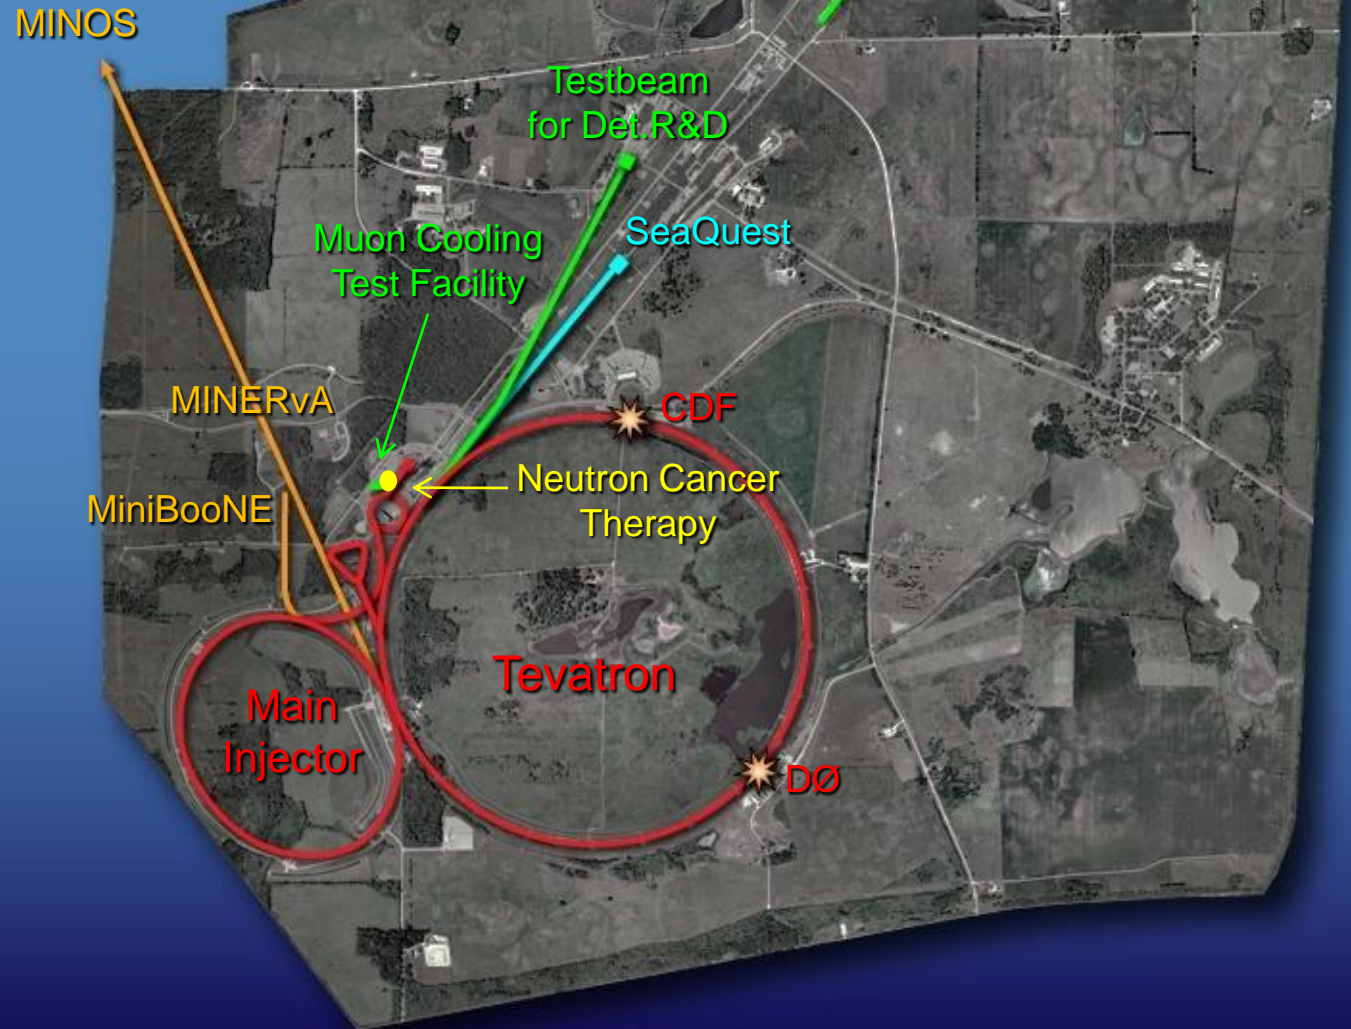 MINOS
Testbeam
for Det.R&D
SeaQuest
Muon Cooling
Test Facility
MINERvA
CDF
Neutron Cancer
Therapy
MiniBooNE
Tevatron
Main
Injector
DØ